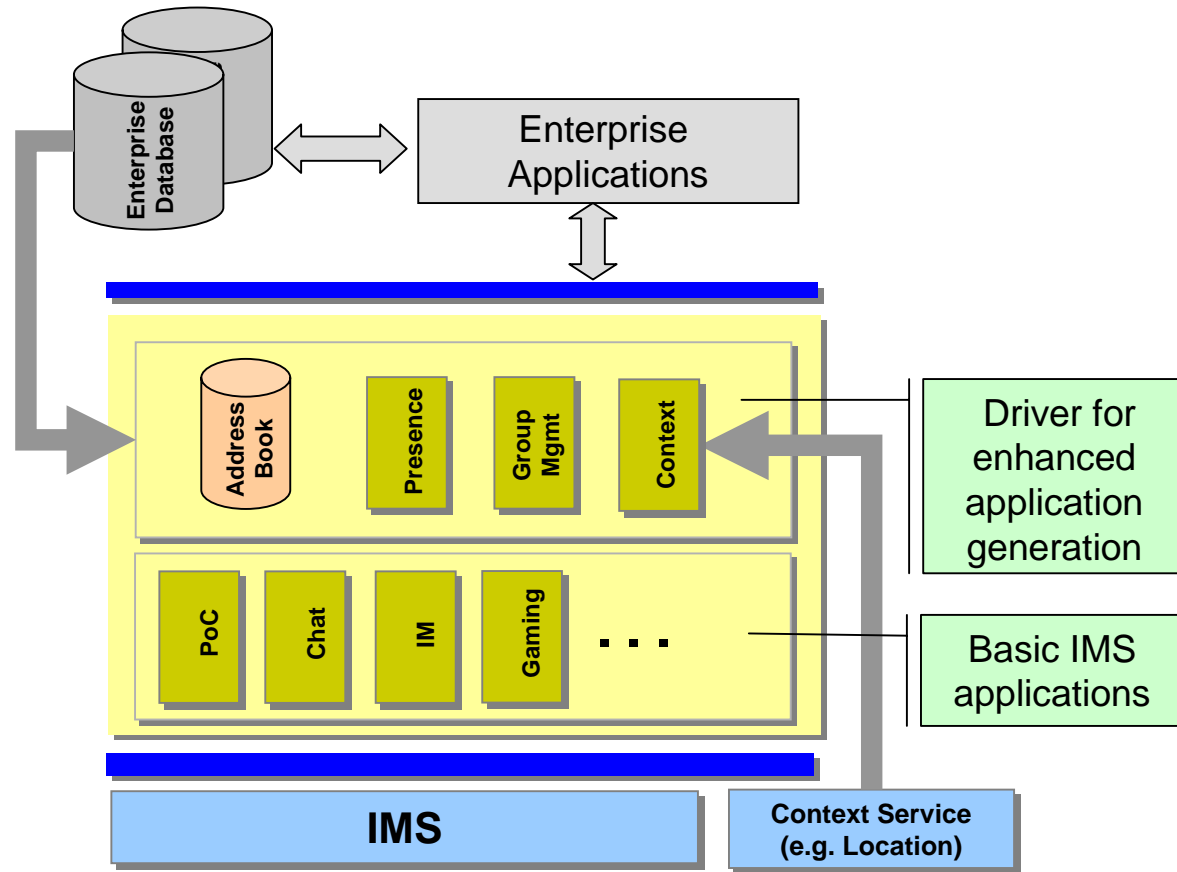 Enterprise
Database
Enterprise
Applications
Address
Book
Presence
Group
Mgmt
Context
Driver for
enhanced
application
generation
PoC
Chat
IM
Gaming
. . .
Basic IMS
applications
IMS
Context Service
(e.g. Location)